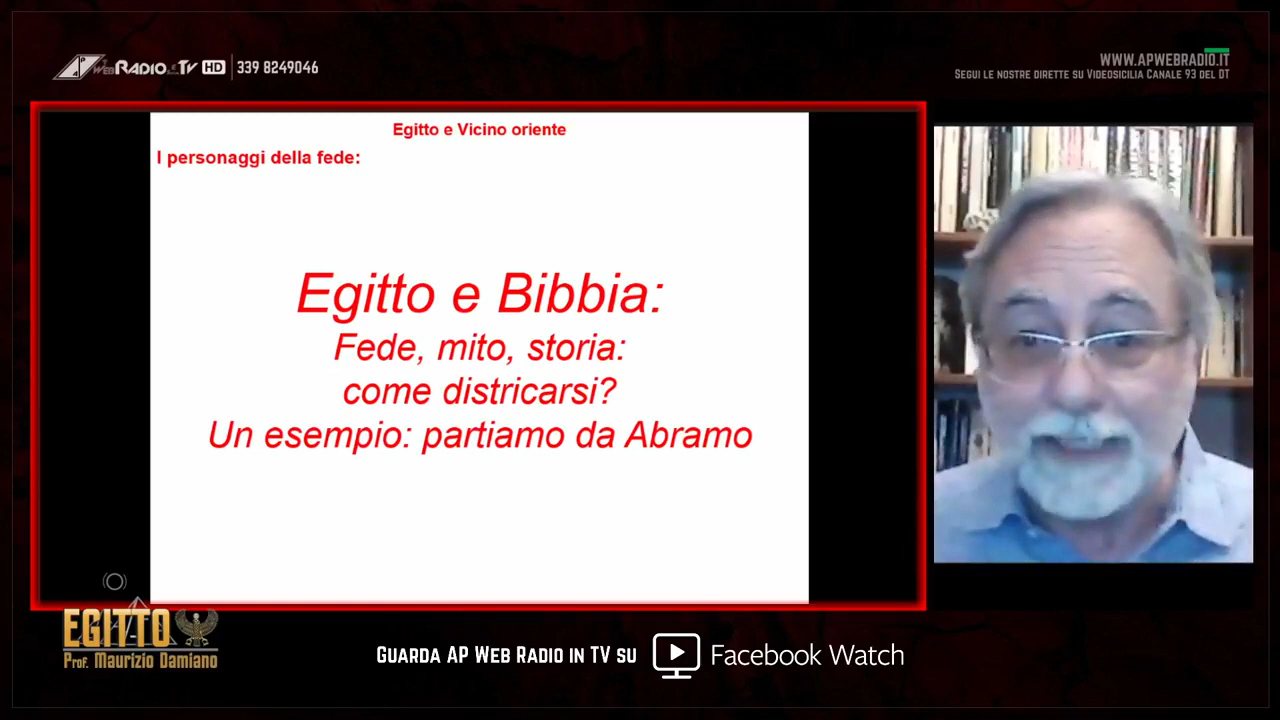 WEB RADIO E TV HD 339 8249046
WWW.APWEBRADIO.IT
SEGUI LE NOSTRE DIRETTE SU VIDEOSICILIA CANALE 93 DEL DT
Egitto e Vicino oriente
I personaggi della fede:
Egitto e Bibbia:
Fede, mito, storia:
come districarsi?
Un esempio: partiamo da Abramo
EGITTO
Prof. Maurizio Damiano
GUARDA AP WEB RADIO IN TV SU Facebook Watch